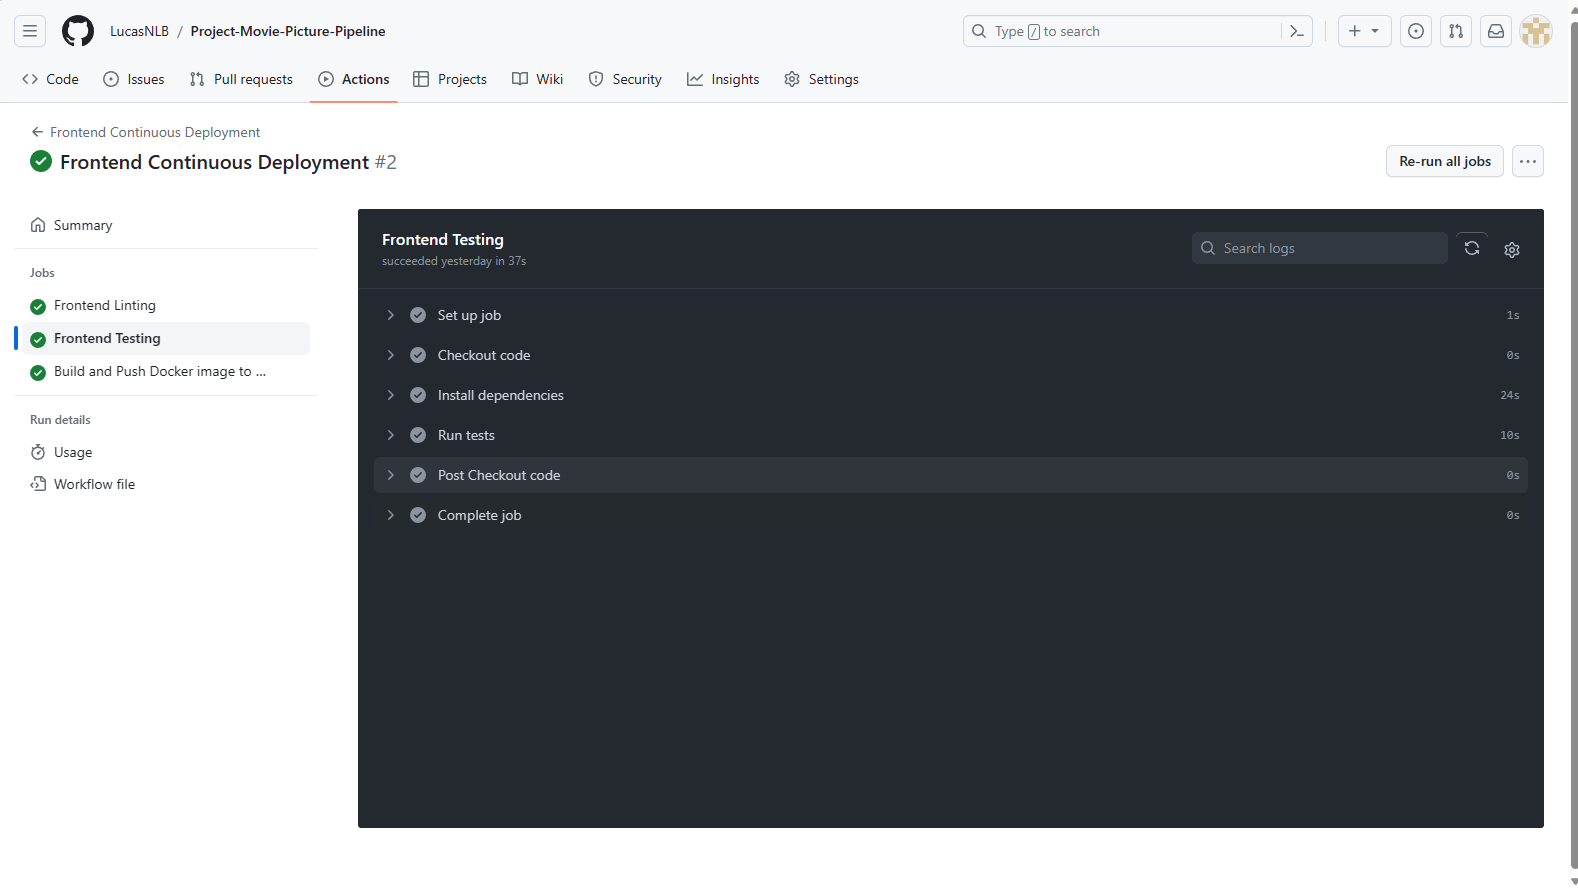 LucasNLB / Project-Movie-Picture-Pipeline
Type / to search
Code Issues Pull requests Actions Projects Wiki Security Insights Settings
Frontend Continuous Deployment
Frontend Continuous Deployment #2
Re-run all jobs
Summary
Jobs
Frontend Linting
Frontend Testing
Build and Push Docker image to ...
Run details
Usage
Workflow file
Frontend Testing
succeeded yesterday in 37s
Search logs
Set up job 1s
Checkout code 0s
Install dependencies 24s
Run tests 10s
Post Checkout code 0s
Complete job 0s